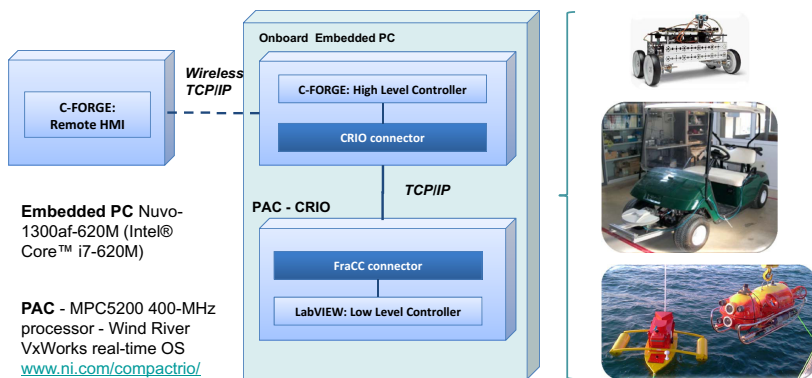 Onboard Embedded PC
Wireless
TCP/IP
C-FORGE:
Remote HMI
C-FORGE: High Level Controller
CRIO connector
TCP/IP
PAC - CRIO
FraCC connector
LabVIEW: Low Level Controller
Embedded PC Nuvo-
1300af-620M (Intel®
Core™ i7-620M)
PAC - MPC5200 400-MHz
processor - Wind River
VxWorks real-time OS
www.ni.com/compactrio/